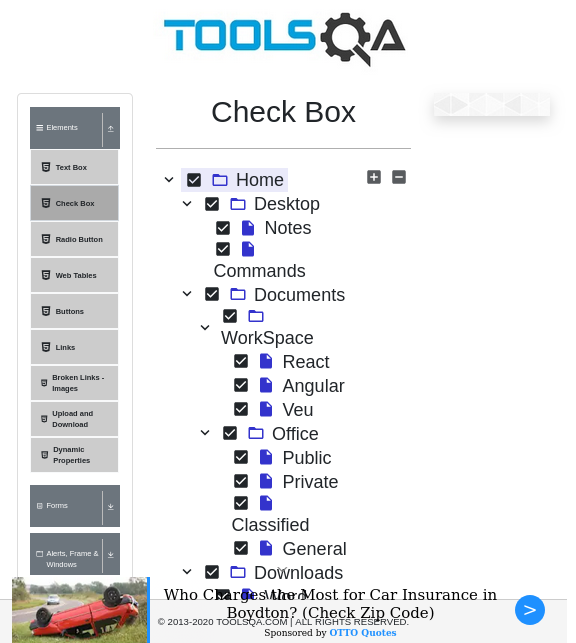 TOOLSQA
Elements
Text Box
Check Box
Radio Button
Web Tables
Buttons
Links
Broken Links -
Images
Upload and
Download
Dynamic
Properties
Forms
Alerts, Frame &
Windows
Check Box
Home
Desktop
Notes
Commands
Documents
WorkSpace
React
Angular
Veu
Office
Public
Private
Classified
General
Downloads
© 2013-2020 TOOLSQA.COM | ALL RIGHTS RESERVED.
Who Charges the Most for Car Insurance in
Boydton? (Check Zip Code)
Sponsored by OTTO Quotes